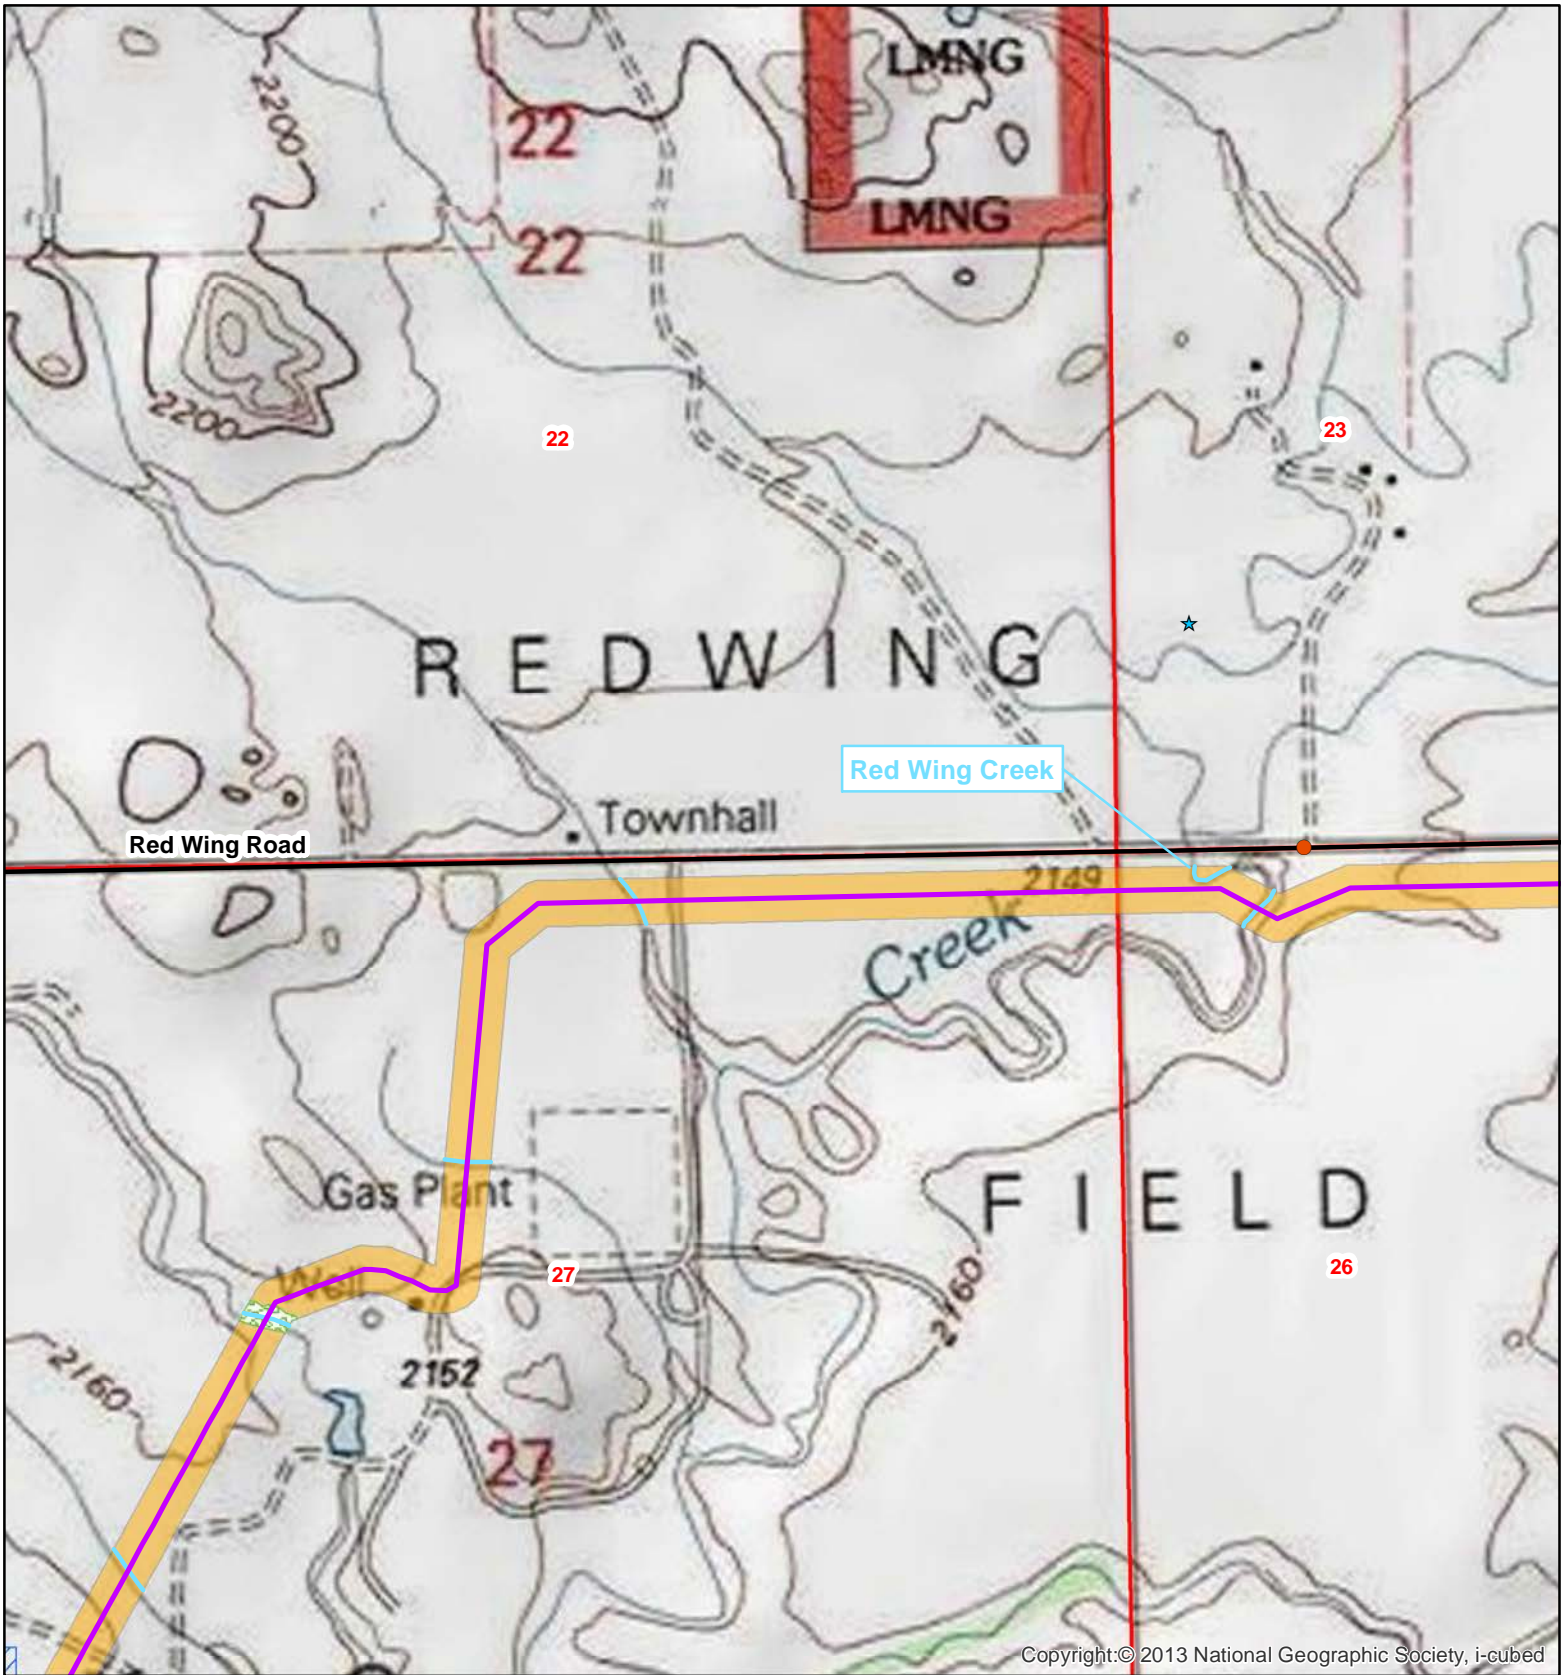 LMNG
2200
22
LMNG
22
2200
22
23
REDWING
Red Wing Creek
Townhall
Red Wing Road
2149
Creek
Gas Plant
FIELD
27
26
Well
2160
2152
2160
27
Copyright:© 2013 National Geographic Society, i-cubed